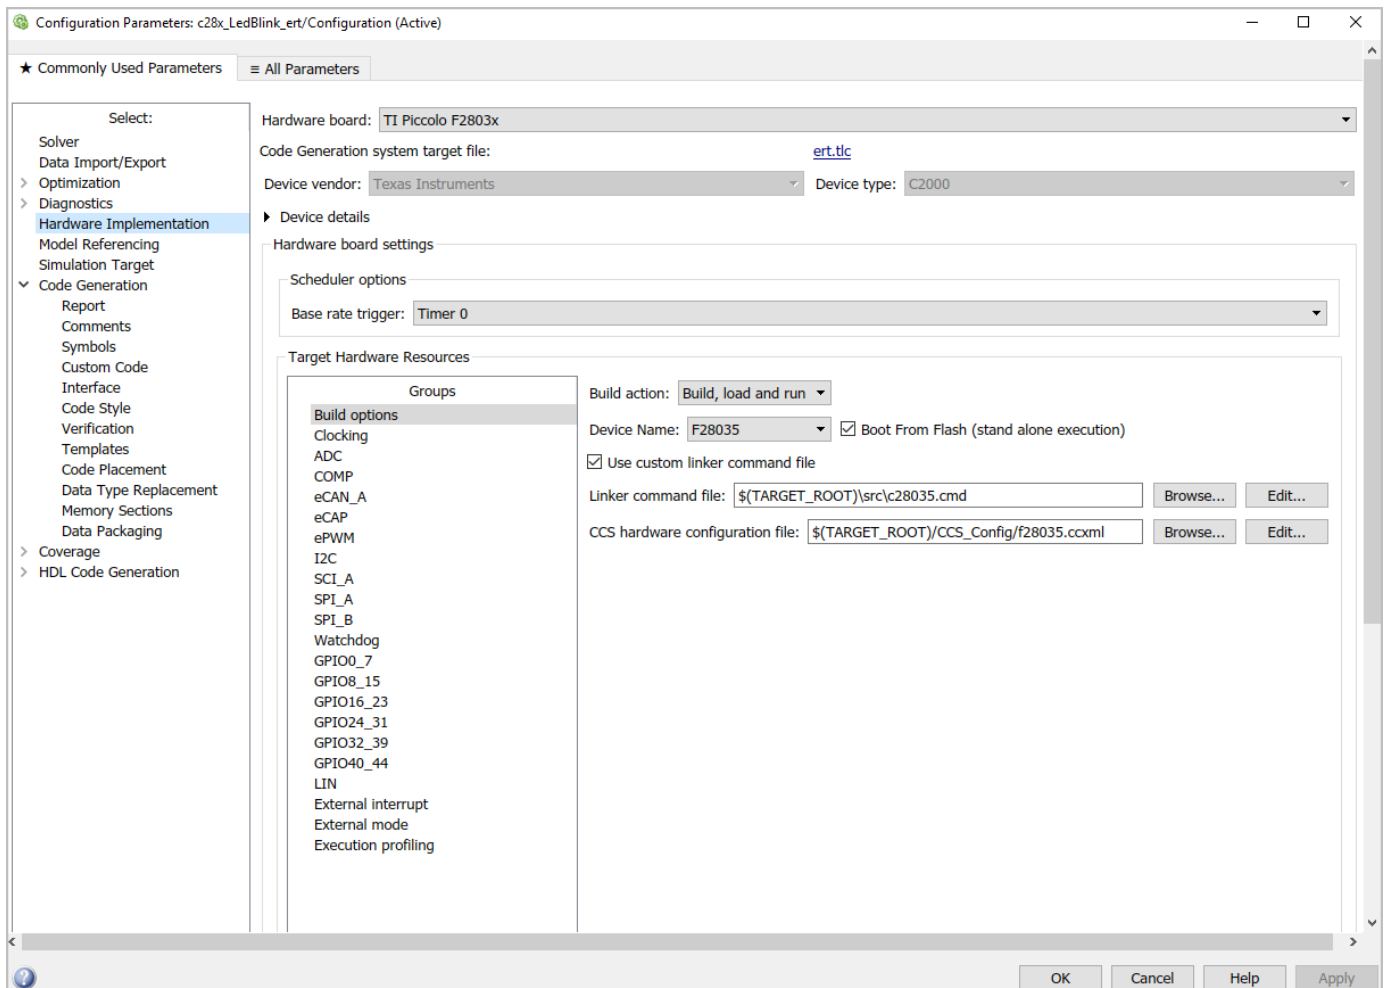 Configuration Parameters: c28x_LedBlink_ert/Configuration (Active)
★ Commonly Used Parameters
≡ All Parameters
Select:
Solver
Data Import/Export
Optimization
Diagnostics
Hardware Implementation
Model Referencing
Simulation Target
Code Generation
Report
Comments
Symbols
Custom Code
Interface
Code Style
Verification
Templates
Code Placement
Data Type Replacement
Memory Sections
Data Packaging
Coverage
HDL Code Generation
Hardware board: TI Piccolo F2803x
Code Generation system target file: ert.tlc
Device vendor: Texas Instruments Device type: C2000
Device details
Hardware board settings
Scheduler options
Base rate trigger: Timer 0
Target Hardware Resources
Groups
Build options
Clocking
ADC
COMP
eCAN_A
eCAP
ePWM
I2C
SCI_A
SPI_A
SPI_B
Watchdog
GPIO0_7
GPIO8_15
GPIO16_23
GPIO24_31
GPIO32_39
GPIO40_44
LIN
External interrupt
External mode
Execution profiling
Build action: Build, load and run
Device Name: F28035 Boot From Flash (stand alone execution)
Use custom linker command file
Linker command file: $(TARGET_ROOT)\src\c28035.cmd Browse... Edit...
CCS hardware configuration file: $(TARGET_ROOT)/CCS_Config/f28035.ccxml Browse... Edit...
? OK Cancel Help Apply